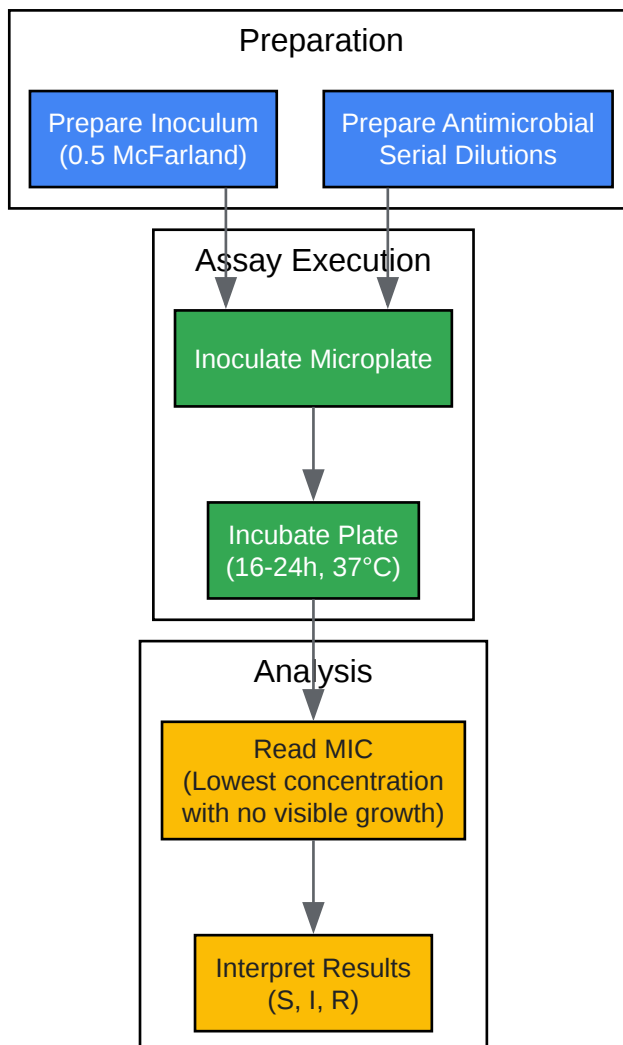 Preparation
Prepare Inoculum
(0.5 McFarland)
Prepare Antimicrobial
Serial Dilutions
Assay Execution
Inoculate Microplate
Incubate Plate
(16-24h, 37°C)
Analysis
Read MIC
(Lowest concentration
with no visible growth)
Interpret Results
(S, I, R)